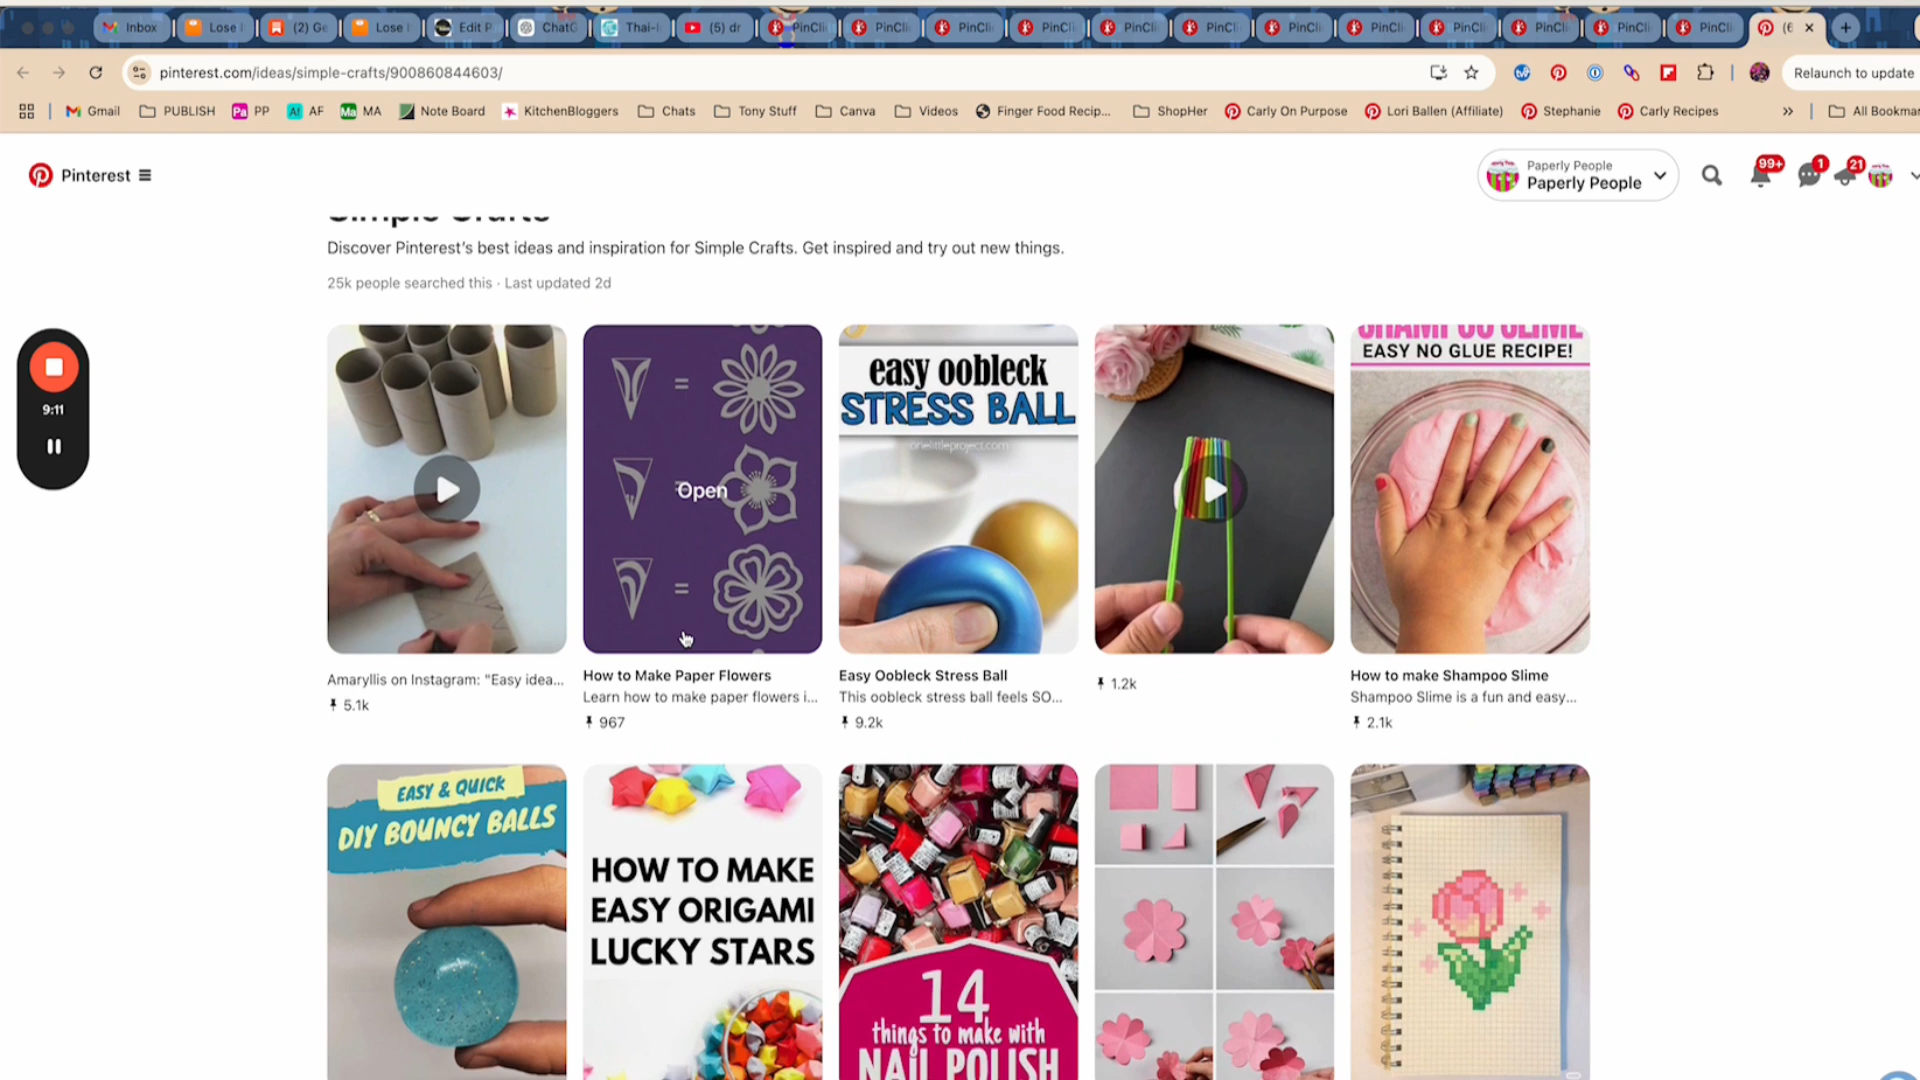 Inbox
Lose
(2) Ge
Lose
Edit P
ChatG
Thai-
(5) dr
PinCli
PinCli
PinCli
PinCli
PinCli
PinCli
PinCli
PinCli
PinCli
PinCli
PinCli
PinCli
(6
pinterest.com/ideas/simple-crafts/900860844603/
Relaunch to update
Gmail
PUBLISH
PP
AF
MA
Note Board
KitchenBloggers
Chats
Tony Stuff
Canva
Videos
Finger Food Recip...
ShopHer
Carly On Purpose
Lori Ballen (Affiliate)
Stephanie
Carly Recipes
All Bookmar
Pinterest
Paperly People
Paperly People
99+
1
21
Simple Crafts
Discover Pinterest's best ideas and inspiration for Simple Crafts. Get inspired and try out new things.
25k people searched this · Last updated 2d
9:11
Open
easy oobleck
STRESS BALL
onelittleproject.com
SHAMPOO SLIME
EASY NO GLUE RECIPE!
Amaryllis on Instagram: "Easy idea...
5.1k
How to Make Paper Flowers
Learn how to make paper flowers i...
967
Easy Oobleck Stress Ball
This oobleck stress ball feels SO...
9.2k
1.2k
How to make Shampoo Slime
Shampoo Slime is a fun and easy...
2.1k
EASY & QUICK
DIY BOUNCY BALLS
HOW TO MAKE
EASY ORIGAMI
LUCKY STARS
14
things to make with
NAIL POLISH